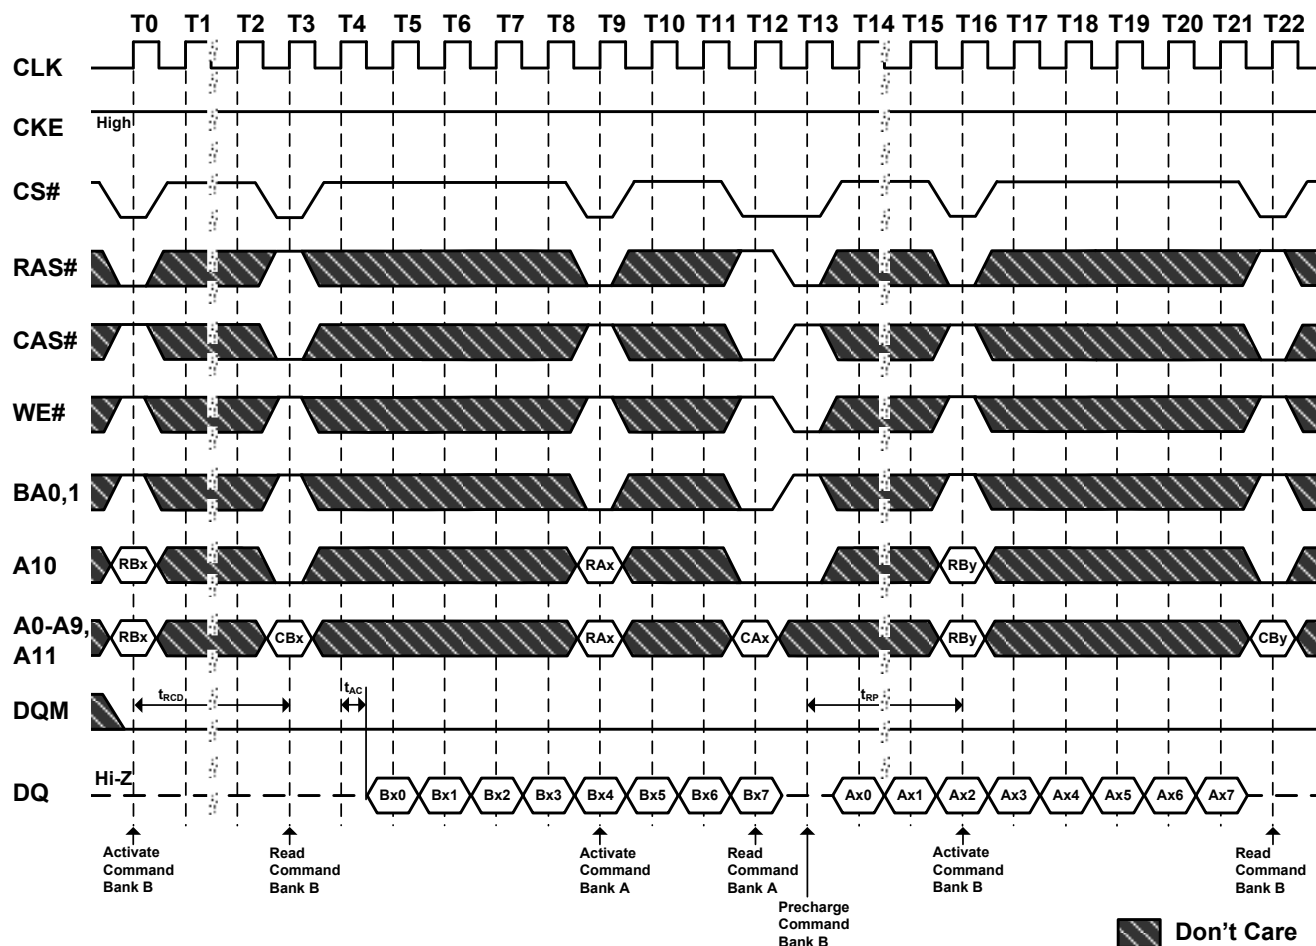 T0 T1 T2 T3 T4 T5 T6 T7 T8 T9 T10 T11 T12 T13 T14 T15 T16 T17 T18 T19 T20 T21 T22
CLK
CKE High
CS#
RAS#
CAS#
WE#
BA0,1
A10 RBx RAx RBy
A0-A9,
A11
RBx CBx RAx CAx RBy CBy
DQM
tRCD tAC tRP
DQ Hi-Z Bx0 Bx1 Bx2 Bx3 Bx4 Bx5 Bx6 Bx7 Ax0 Ax1 Ax2 Ax3 Ax4 Ax5 Ax6 Ax7
Activate
Command
Bank B
Read
Command
Bank B
Activate
Command
Bank A
Read
Command
Bank A
Precharge
Command
Bank B
Activate
Command
Bank B
Read
Command
Bank B
Don't Care